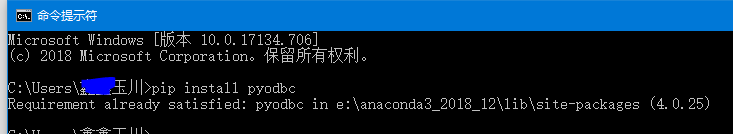 命令提示符
Microsoft Windows [版本 10.0.17134.706]
(c) 2018 Microsoft Corporation。保留所有权利。
C:\Users\玉川>pip install pyodbc
Requirement already satisfied: pyodbc in e:\anaconda3_2018_12\lib\site-packages (4.0.25)